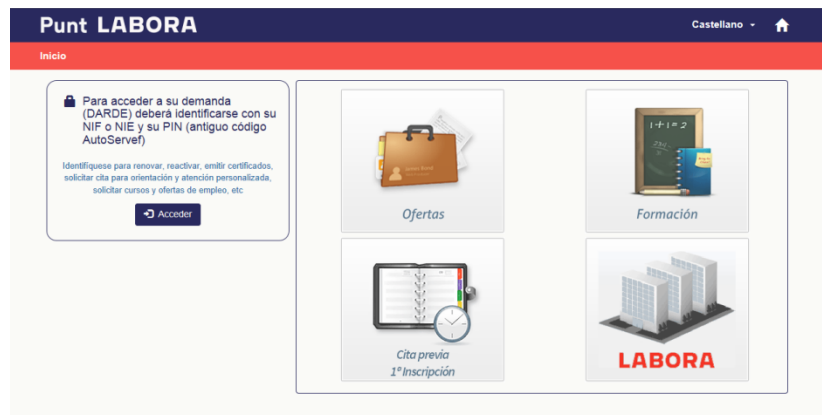 Punt LABORA
Castellano
Inicio
Para acceder a su demanda
(DARDE) deberá identificarse con su
NIF o NIE y su PIN (antiguo código
AutoServef)
Identifíquese para renovar, reactivar, emitir certificados,
solicitar cita para orientación y atención personalizada,
solicitar cursos y ofertas de empleo, etc
Acceder
Ofertas
1+1=2
Formación
Cita previa
1ª Inscripción
LABORA